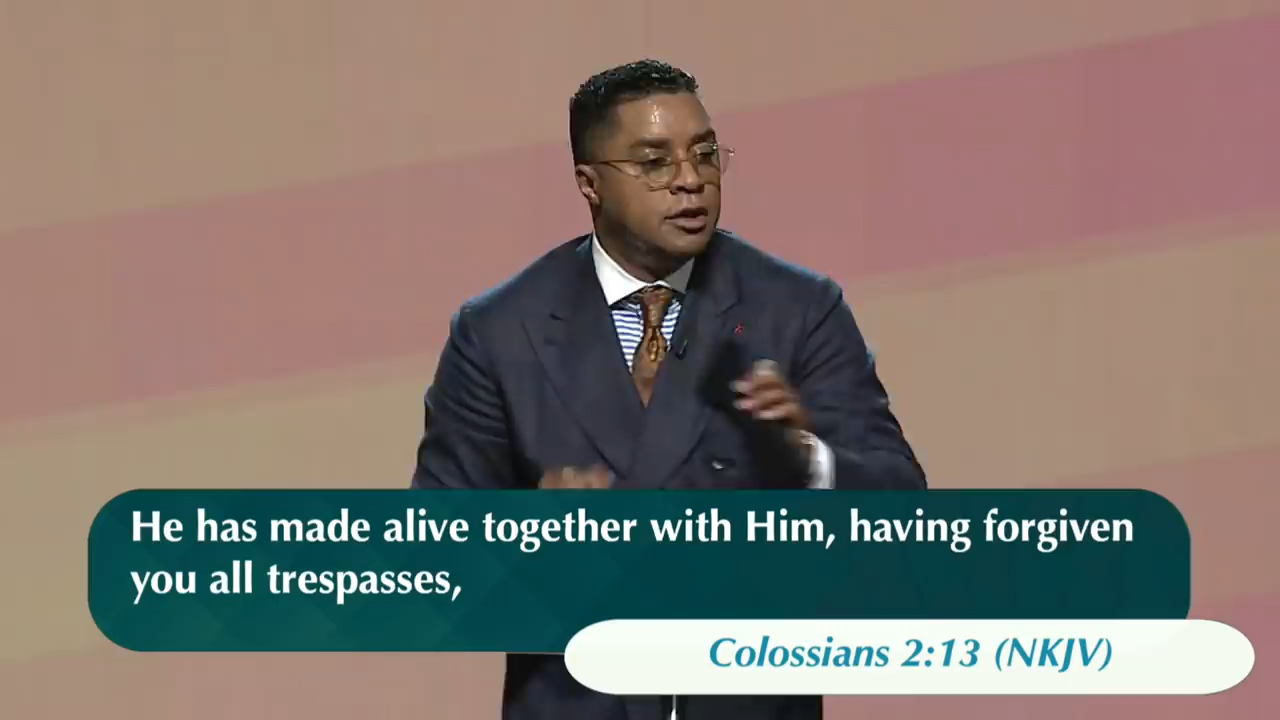 He has made alive together with Him, having forgiven
you all trespasses,
Colossians 2:13 (NKJV)